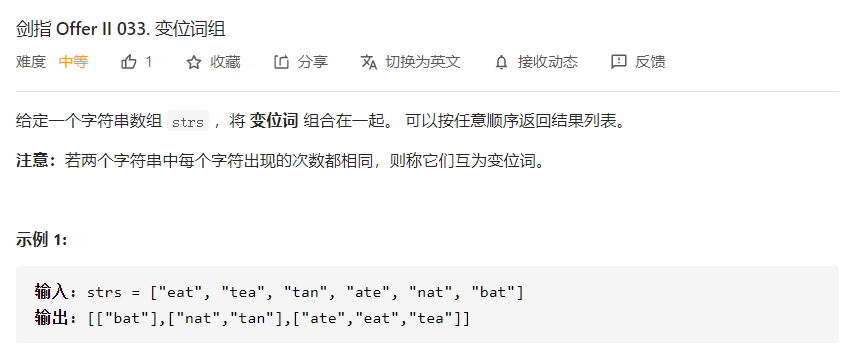 剑指 Offer II 033. 变位词组
难度 中等 1 收藏 分享 切换为英文 接收动态 反馈
给定一个字符串数组 strs ，将 变位词 组合在一起。 可以按任意顺序返回结果列表。
注意：若两个字符串中每个字符出现的次数都相同，则称它们互为变位词。
示例 1:
输入: strs = ["eat", "tea", "tan", "ate", "nat", "bat"]
输出: [["bat"],["nat","tan"],["ate","eat","tea"]]